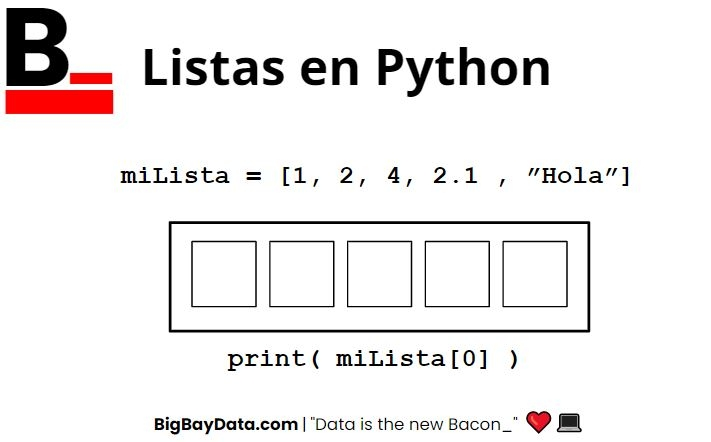 B_
Listas en Python
miLista = [1, 2, 4, 2.1 , ”Hola”]
print( miLista[0] )
BigBayData.com | "Data is the new Bacon_"